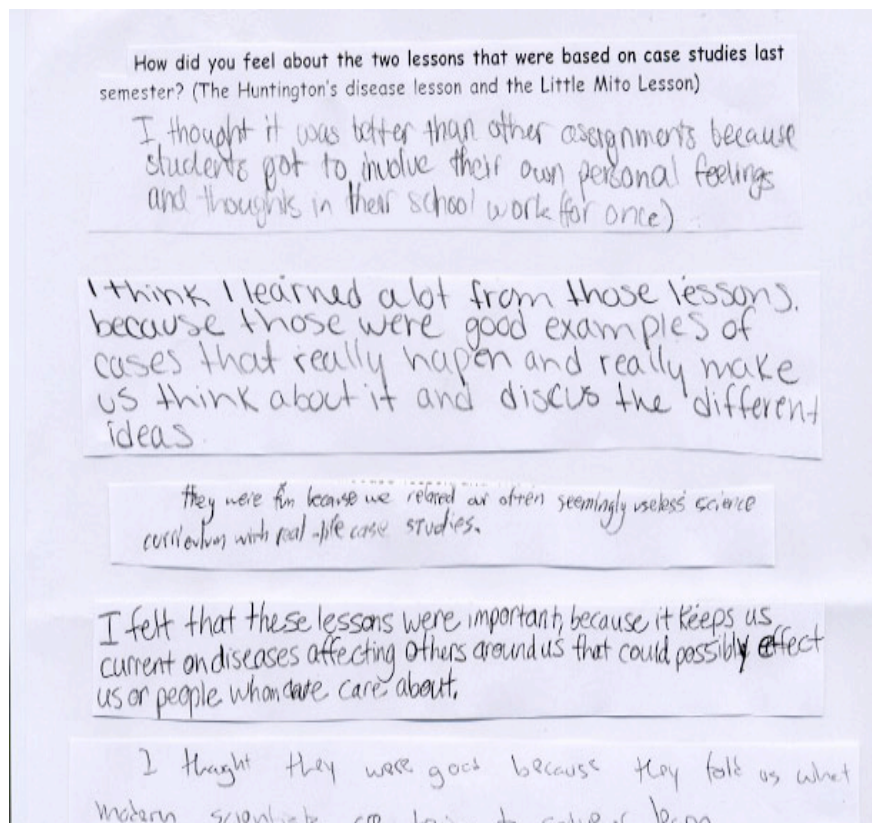 How did you feel about the two lessons that were based on case studies last
semester? (The Huntington's disease lesson and the Little Mito Lesson)
I thought it was better than other assignments because
students got to involve their own personal feelings
and thoughts in their school work (for once)
I think I learned a lot from those lessons.
because those were good examples of
cases that really hapen and really make
us think about it and discus the different
ideas.
they were fun because we related our often seemingly useless science
curriculum with real-life case studies.
I felt that these lessons were important, because it keeps us
current on diseases affecting others around us that could possibly effect
us or people whom we care about.
I thaght they were good because they told us what
modern scientists